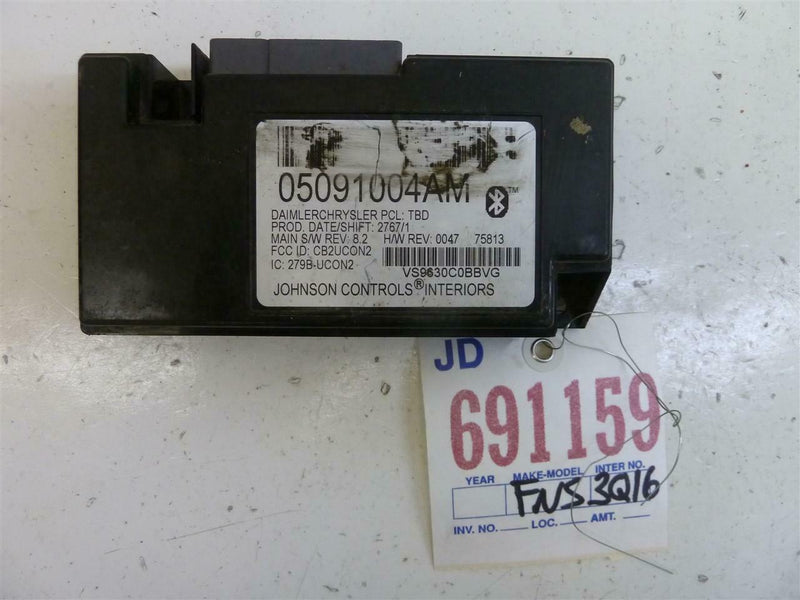 05091004AM
™
DAIMLERCHRYSLER PCL: TBD
PROD. DATE/SHIFT: 2767/1
MAIN S/W REV: 8.2 H/W REV: 0047 75813
FCC ID: CB2UCON2
IC: 279B-UCON2
VS9630C0BBVG
JOHNSON CONTROLS® INTERIORS
JD
691159
YEAR MAKE-MODEL INTER NO.
FNS 3Q16
INV. NO. LOC. AMT.